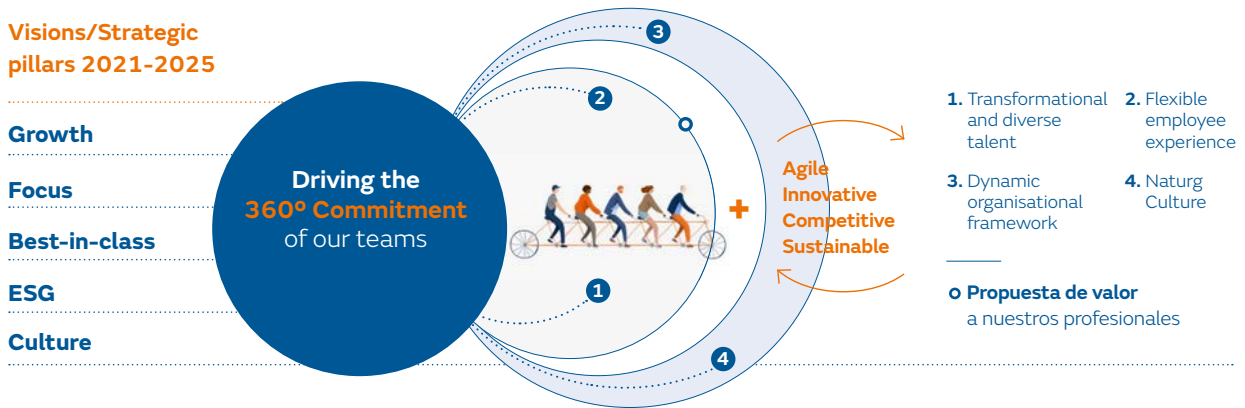 Visions/Strategic
pillars 2021-2025
Growth
Focus
Best-in-class
ESG
Culture
Driving the
360º Commitment
of our teams
3
2
1
4
+
Agile
Innovative
Competitive
Sustainable
1. Transformational
and diverse
talent
2. Flexible
employee
experience
3. Dynamic
organisational
framework
4. Naturg
Culture
Propuesta de valor
a nuestros profesionales